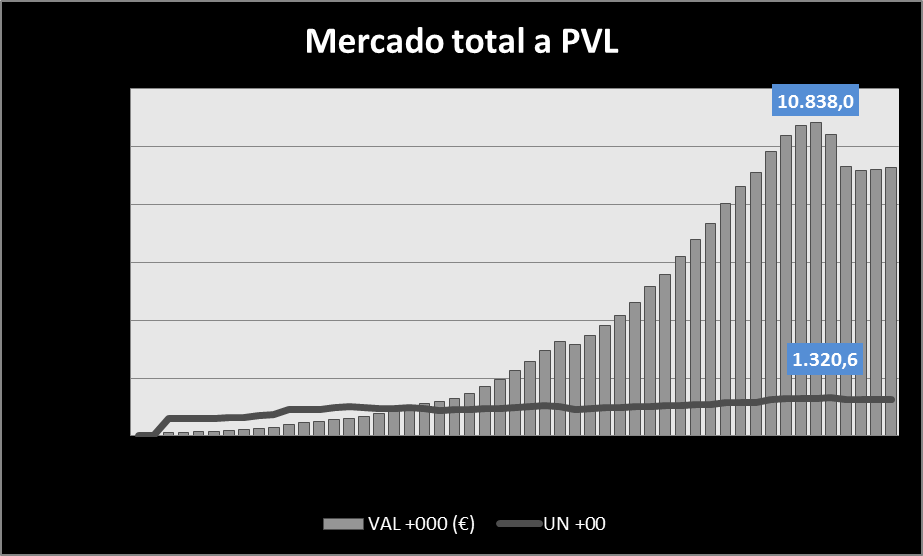 Mercado total a PVL
10.838,0
1.320,6
VAL +000 (€)
UN +00